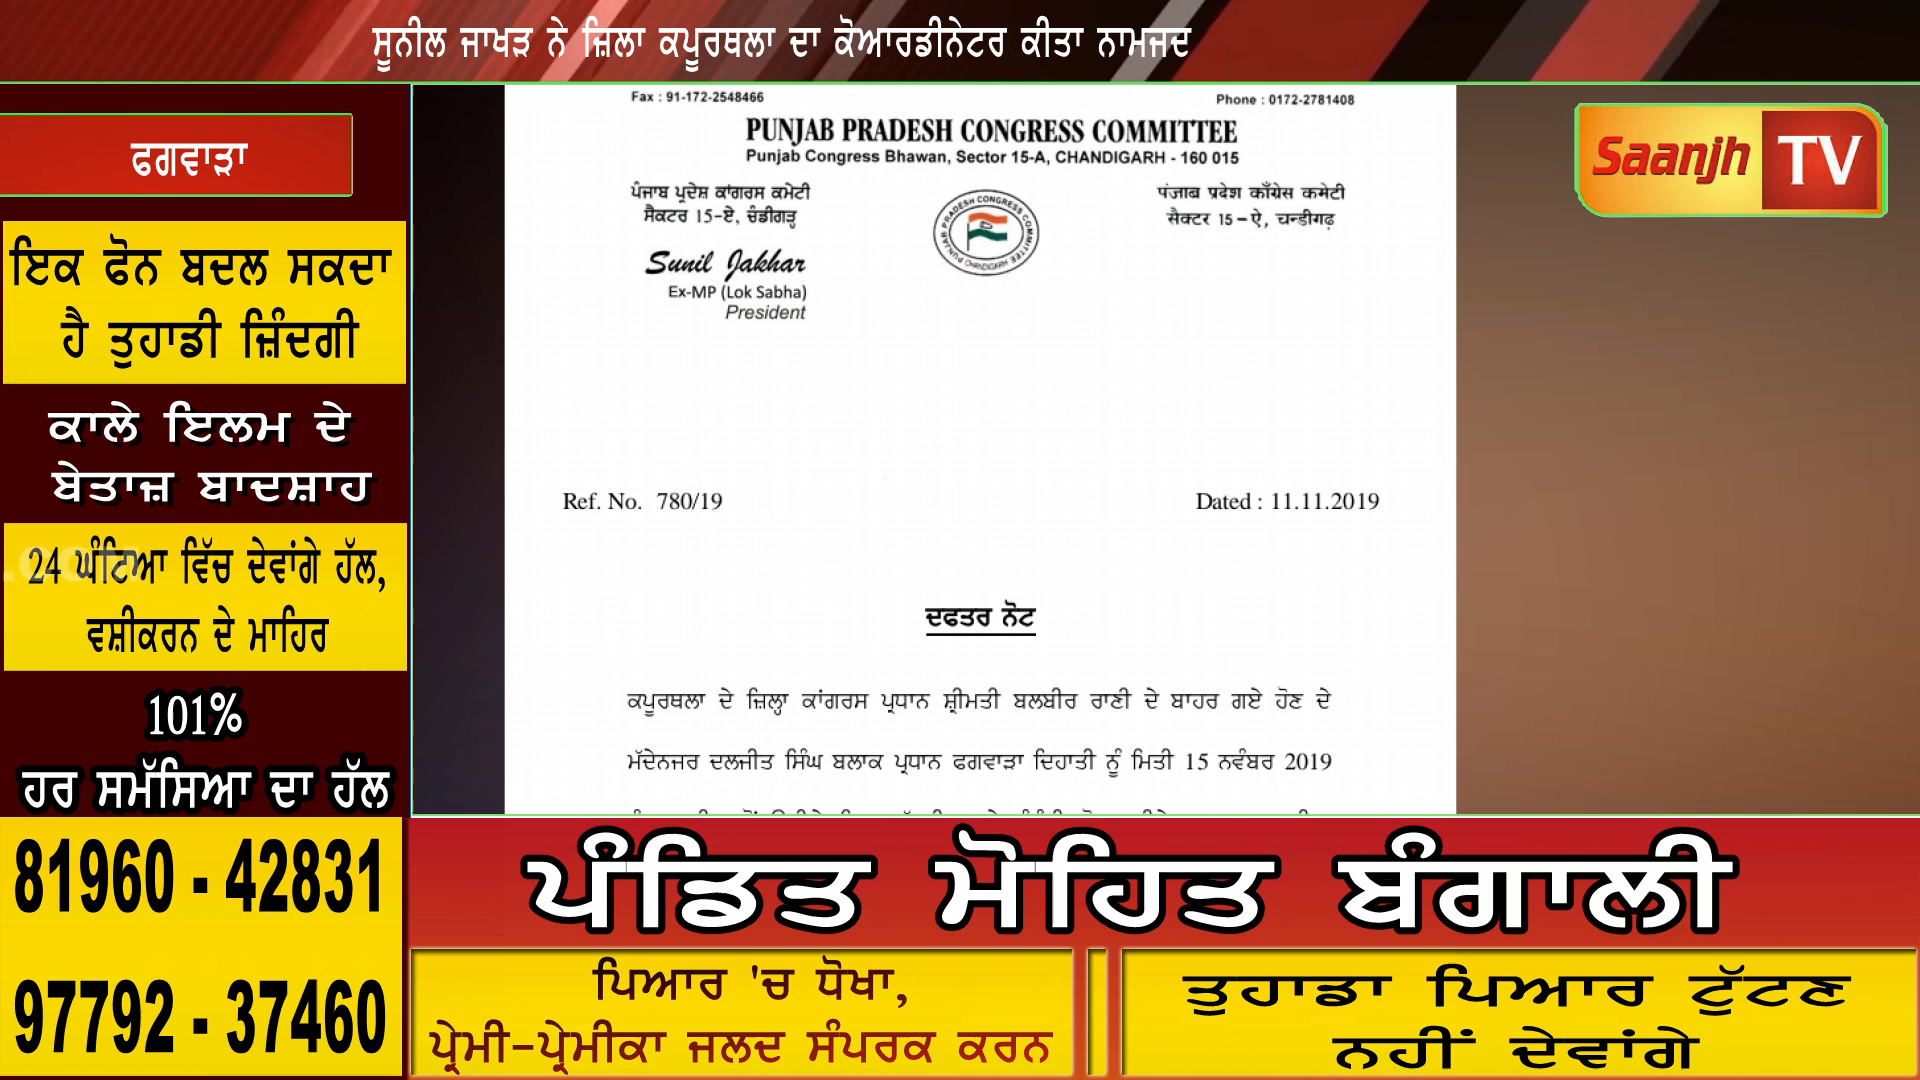 ਸੂਨੀਲ ਜਾਖੜ ਨੇ ਜ਼ਿਲਾ ਕਪੂਰਥਲਾ ਦਾ ਕੋਆਰਡੀਨੇਟਰ ਕੀਤਾ ਨਾਮਜਦ
ਫਗਵਾੜਾ
ਇਕ ਫੋਨ ਬਦਲ ਸਕਦਾ
ਹੈ ਤੁਹਾਡੀ ਜ਼ਿੰਦਗੀ
ਕਾਲੇ ਇਲਮ ਦੇ
ਬੇਤਾਜ਼ ਬਾਦਸ਼ਾਹ
24 ਘੰਟਿਆ ਵਿੱਚ ਦੇਵਾਂਗੇ ਹੱਲ,
ਵਸ਼ੀਕਰਨ ਦੇ ਮਾਹਿਰ
101%
ਹਰ ਸਮੱਸਿਆ ਦਾ ਹੱਲ
81960 - 42831
97792 - 37460
Fax : 91-172-2548466
Phone : 0172-2781408
PUNJAB PRADESH CONGRESS COMMITTEE
Punjab Congress Bhawan, Sector 15-A, CHANDIGARH - 160 015
ਪੰਜਾਬ ਪ੍ਰਦੇਸ਼ ਕਾਂਗਰਸ ਕਮੇਟੀ
ਸੈਕਟਰ 15-ਏ, ਚੰਡੀਗੜ੍ਹ
PUNJAB PRADESH CONGRESS COMMITTEE
CHANDIGARH
पंजाब प्रदेश काँग्रेस कमेटी
सैक्टर 15-ऐ, चन्डीगढ़
Sunil Jakhar
Ex-MP (Lok Sabha)
President
Ref. No. 780/19
Dated : 11.11.2019
ਦਫਤਰ ਨੋਟ
ਕਪੂਰਥਲਾ ਦੇ ਜ਼ਿਲ੍ਹਾ ਕਾਂਗਰਸ ਪ੍ਰਧਾਨ ਸ਼੍ਰੀਮਤੀ ਬਲਬੀਰ ਰਾਣੀ ਦੇ ਬਾਹਰ ਗਏ ਹੋਣ ਦੇ
ਮੱਦੇਨਜਰ ਦਲਜੀਤ ਸਿੰਘ ਬਲਾਕ ਪ੍ਰਧਾਨ ਫਗਵਾੜਾ ਦਿਹਾਤੀ ਨੂੰ ਮਿਤੀ 15 ਨਵੰਬਰ 2019
Saanjh TV
ਪੰਡਿਤ ਮੋਹਿਤ ਬੰਗਾਲੀ
ਪਿਆਰ 'ਚ ਧੋਖਾ,
ਪ੍ਰੇਮੀ-ਪ੍ਰੇਮੀਕਾ ਜਲਦ ਸੰਪਰਕ ਕਰਨ
ਤੁਹਾਡਾ ਪਿਆਰ ਟੁੱਟਣ
ਨਹੀਂ ਦੇਵਾਂਗੇ